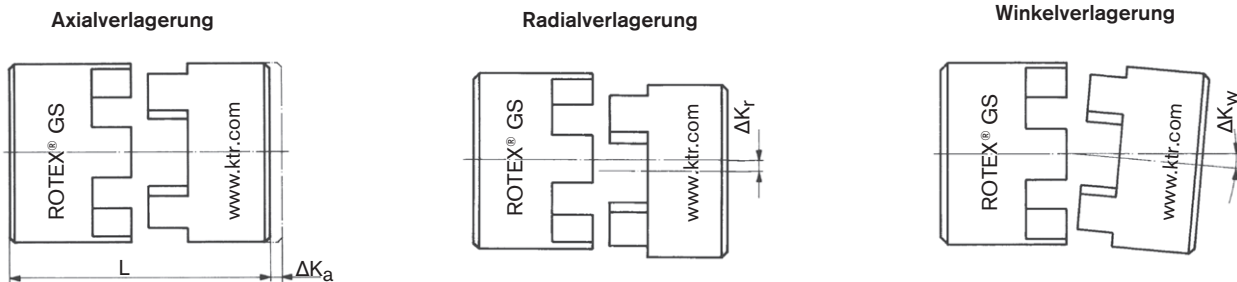 Axialverlagerung
ROTEX® GS
www.ktr.com
L
ΔKa
Radialverlagerung
ROTEX® GS
www.ktr.com
ΔKr
Winkelverlagerung
ROTEX® GS
www.ktr.com
ΔKw